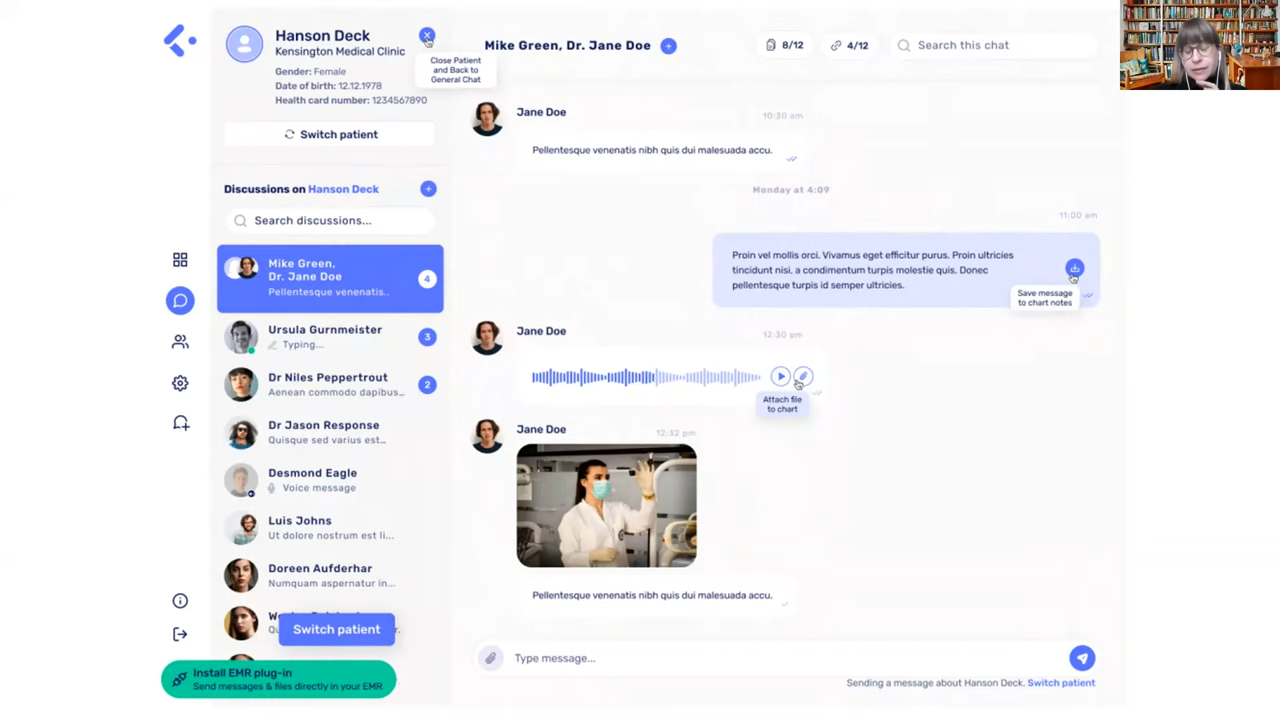 Hanson Deck
Kensington Medical Clinic
Gender: Female
Date of birth: 12.12.1978
Health card number: 1234567890
Close Patient
and Back to
General Chat
Switch patient
Discussions on Hanson Deck
Search discussions...
Mike Green,
Dr. Jane Doe
Pellentesque venenatis..
4
Ursula Gurnmeister
Typing...
3
Dr Niles Peppertrout
Aenean commodo dapibus...
2
Dr Jason Response
Quisque sed varius est...
Desmond Eagle
Voice message
Luis Johns
Ut dolore nostrum est li...
Doreen Aufderhar
Numquam aspernatur in...
Switch patient
Install EMR plug-in
Send messages & files directly in your EMR
Mike Green, Dr. Jane Doe
8/12
4/12
Search this chat
Jane Doe
10:30 am
Pellentesque venenatis nibh quis dui malesuada accu.
Monday at 4:09
11:00 am
Proin vel mollis orci. Vivamus eget efficitur purus. Proin ultricies
tincidunt nisi, a condimentum turpis molestie quis. Donec
pellentesque turpis id semper ultricies.
Save message
to chart notes
Jane Doe
12:30 pm
Attach file
to chart
Jane Doe
12:32 pm
Pellentesque venenatis nibh quis dui malesuada accu.
Type message...
Sending a message about Hanson Deck. Switch patient